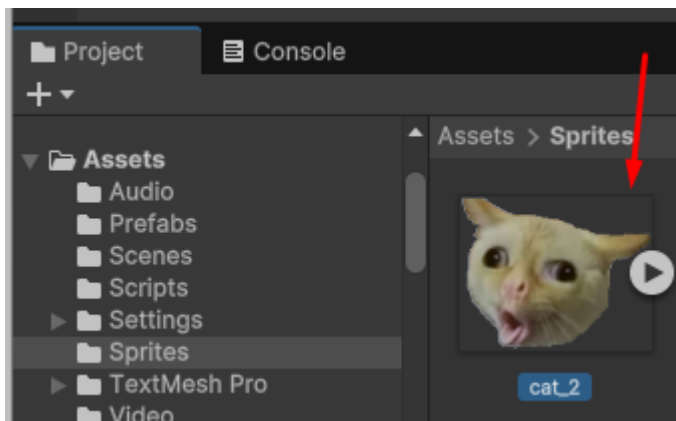 Project Console
Assets > Sprites
Assets
Audio
Prefabs
Scenes
Scripts
Settings
Sprites
TextMesh Pro
Video
cat_2